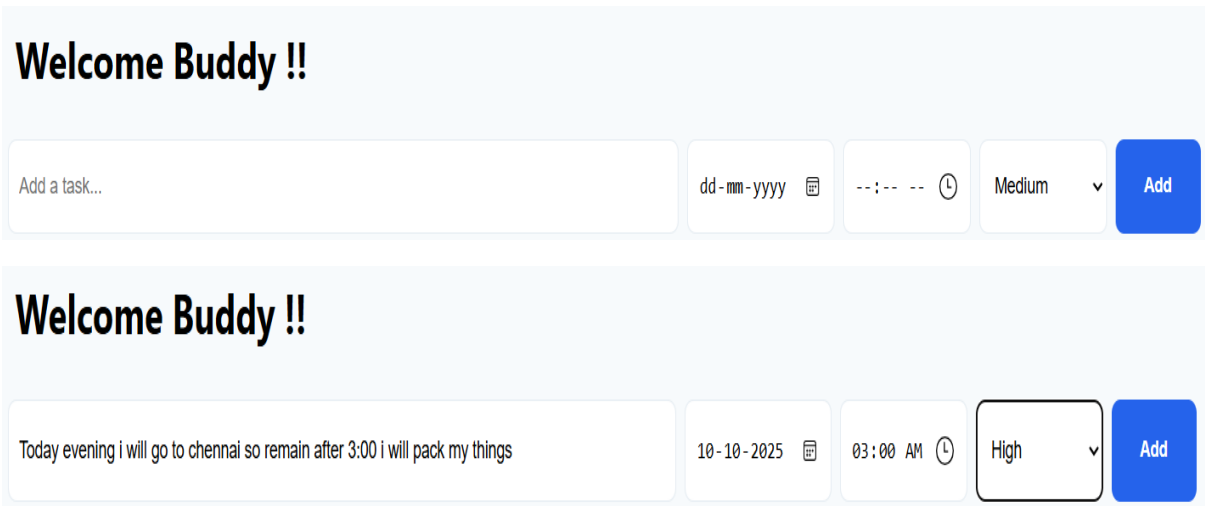 Welcome Buddy !!
Add a task... dd-mm-yyyy --:-- -- Medium Add
Welcome Buddy !!
Today evening i will go to chennai so remain after 3:00 i will pack my things 10-10-2025 03:00 AM High Add